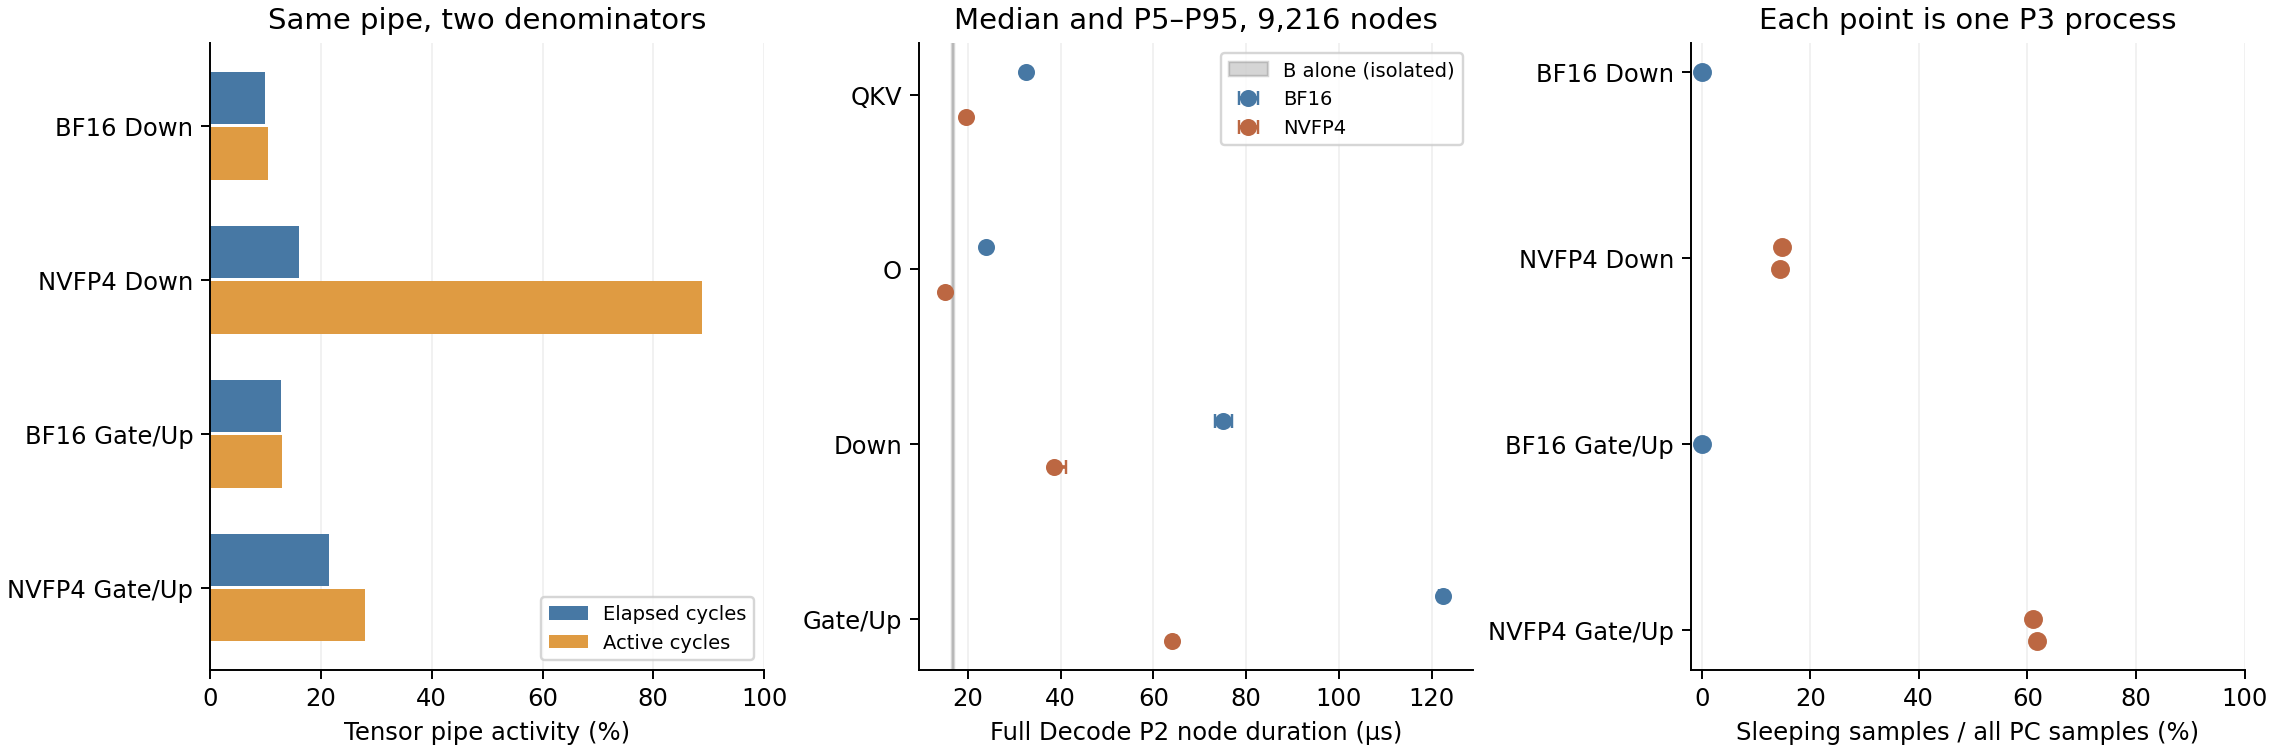 Same pipe, two denominators
BF16 Down
NVFP4 Down
BF16 Gate/Up
NVFP4 Gate/Up
Elapsed cycles
Active cycles
0 20 40 60 80 100
Tensor pipe activity (%)
Median and P5–P95, 9,216 nodes
B alone (isolated)
BF16
NVFP4
QKV
O
Down
Gate/Up
20 40 60 80 100 120
Full Decode P2 node duration (µs)
Each point is one P3 process
BF16 Down
NVFP4 Down
BF16 Gate/Up
NVFP4 Gate/Up
0 20 40 60 80 100
Sleeping samples / all PC samples (%)